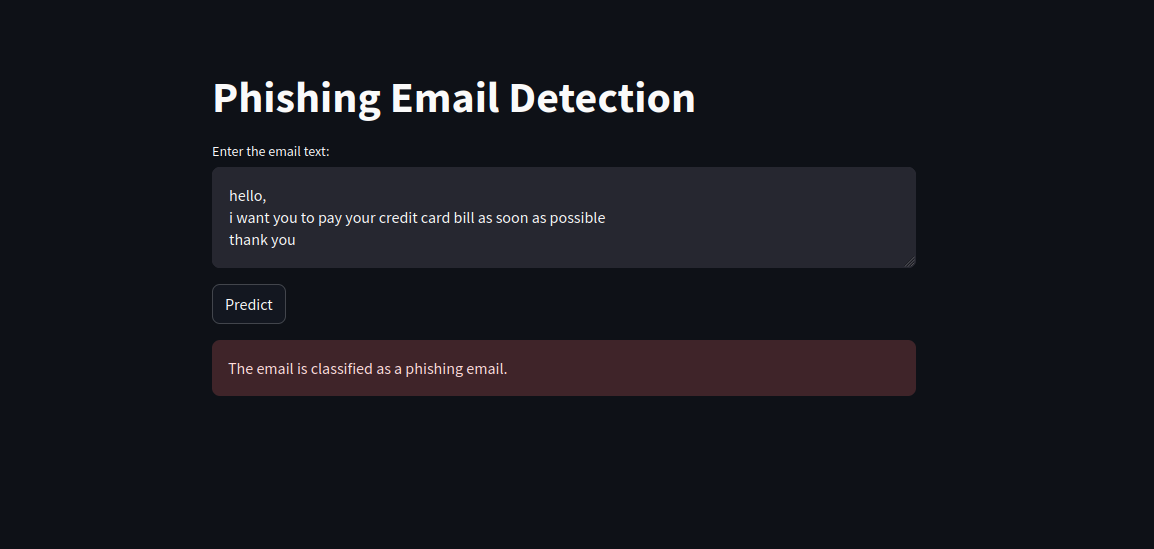 Phishing Email Detection
Enter the email text:
hello,
i want you to pay your credit card bill as soon as possible
thank you
Predict
The email is classified as a phishing email.